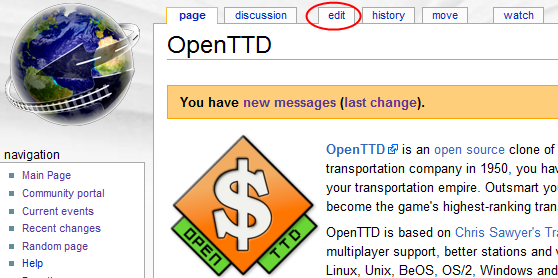 page discussion edit history move watch
OpenTTD
You have new messages (last change).
navigation
Main Page
Community portal
Current events
Recent changes
Random page
Help
OPEN TTD
OpenTTD is an open source clone of
transportation company in 1950, you hav
your transportation empire. Outsmart yo
become the game's highest-ranking tran
OpenTTD is based on Chris Sawyer's Tra
multiplayer support, better stations and v
Linux, Unix, BeOS, OS/2, Windows and